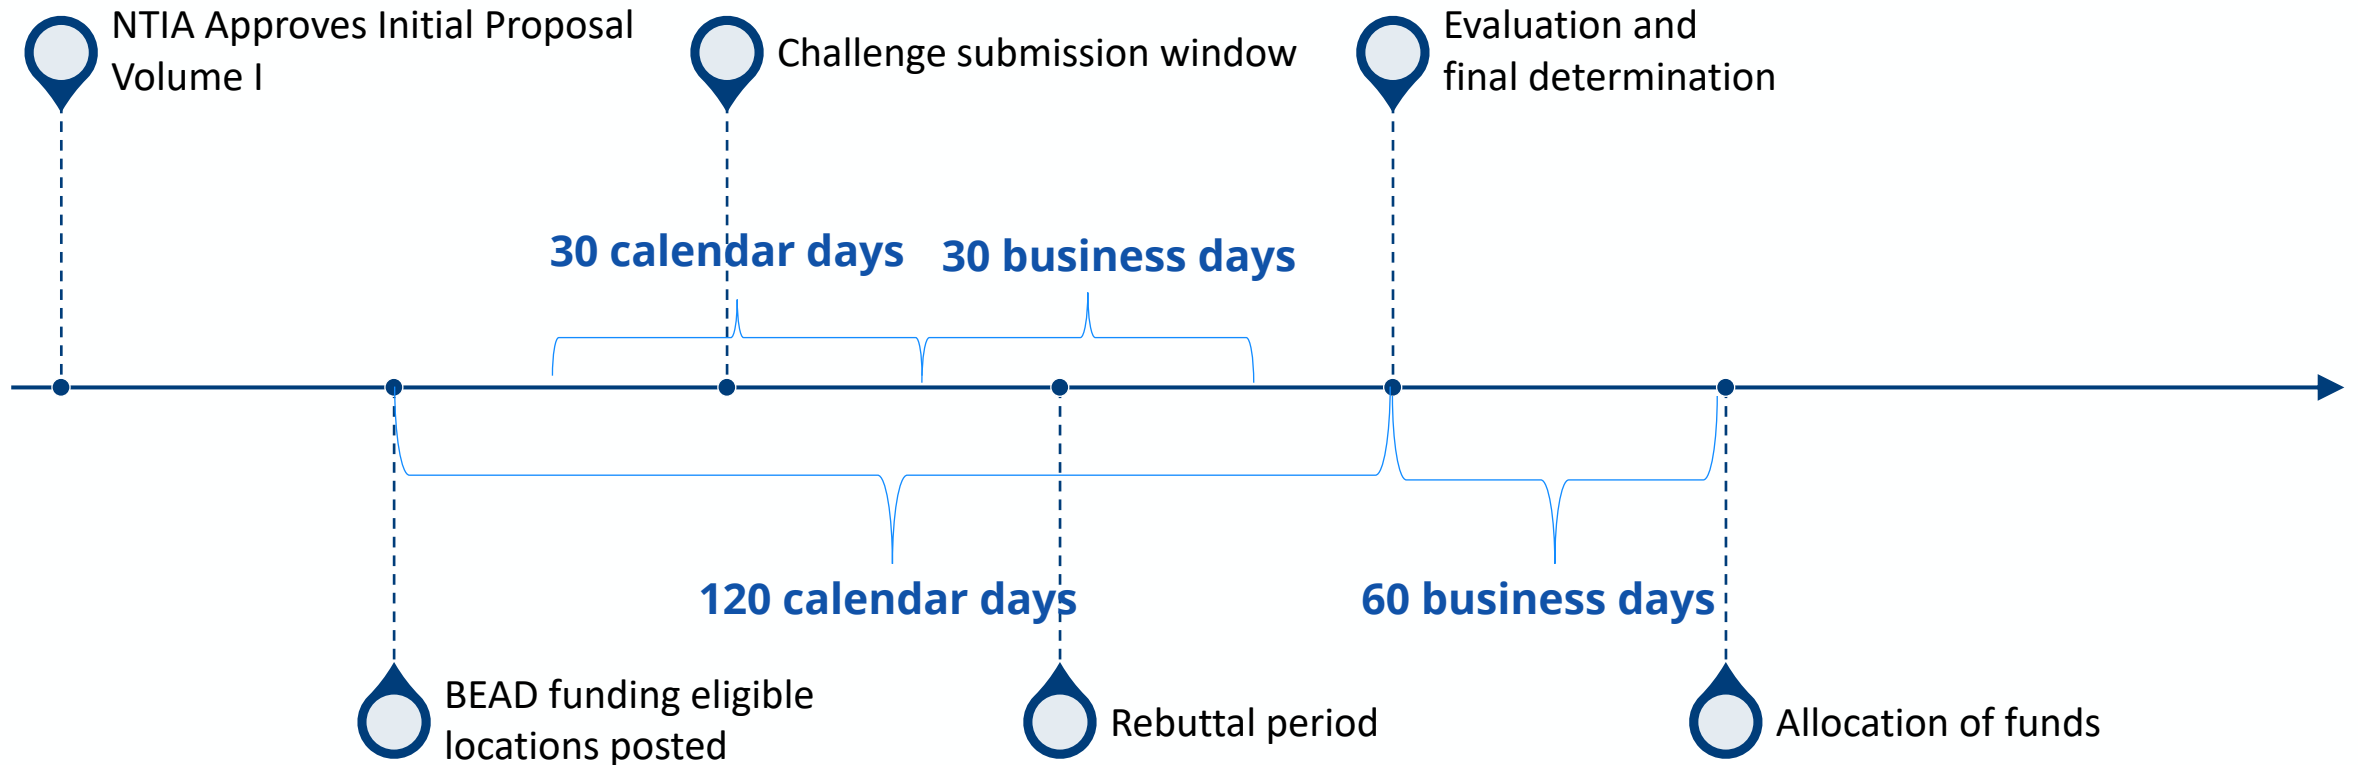 NTIA Approves Initial Proposal
Volume I
Challenge submission window
Evaluation and
final determination
30 calendar days
30 business days
120 calendar days
60 business days
BEAD funding eligible
locations posted
Rebuttal period
Allocation of funds